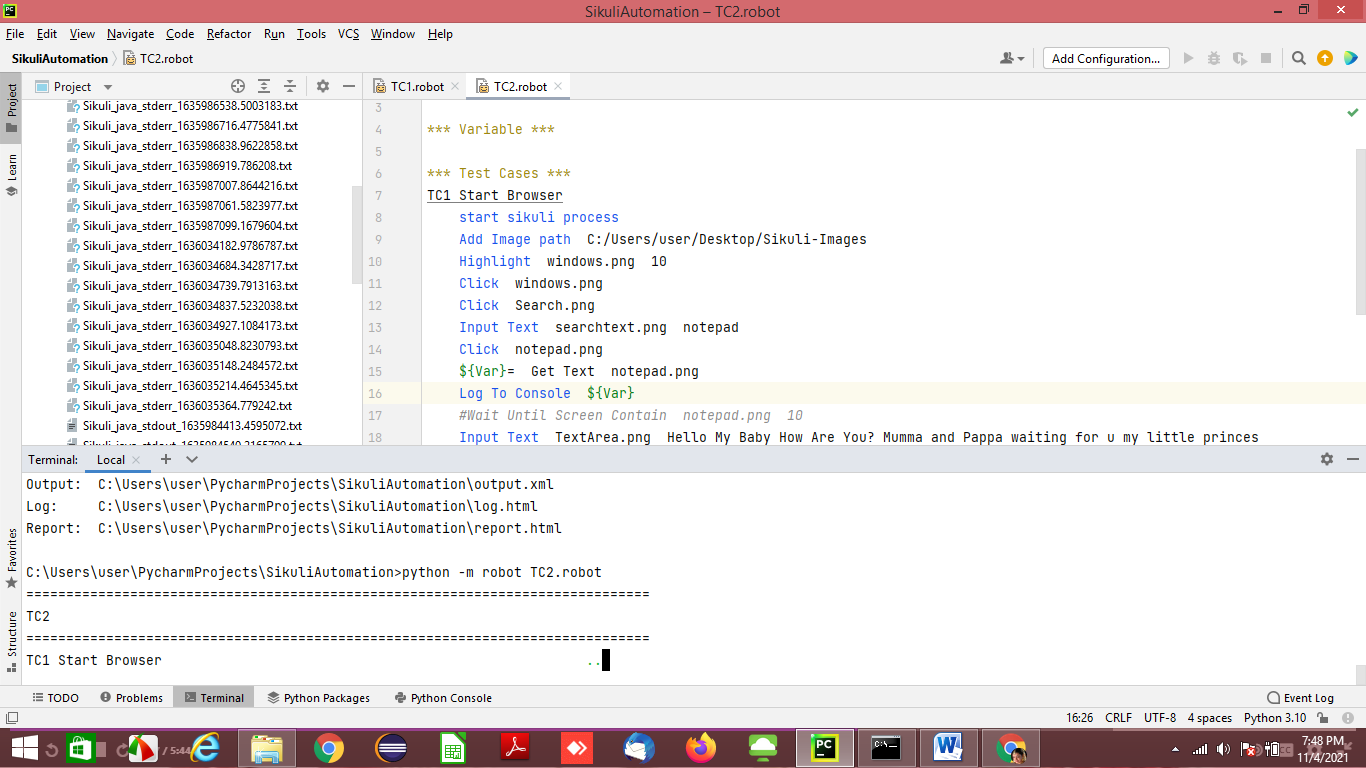 SikuliAutomation – TC2.robot
File Edit View Navigate Code Refactor Run Tools VCS Window Help
SikuliAutomation TC2.robot Add Configuration...
Project
TC1.robot TC2.robot
Project
Learn
Sikuli_java_stderr_1635986538.5003183.txt
Sikuli_java_stderr_1635986716.4775841.txt
Sikuli_java_stderr_1635986838.9622858.txt
Sikuli_java_stderr_1635986919.786208.txt
Sikuli_java_stderr_1635987007.8644216.txt
Sikuli_java_stderr_1635987061.5823977.txt
Sikuli_java_stderr_1635987099.1679604.txt
Sikuli_java_stderr_1636034182.9786787.txt
Sikuli_java_stderr_1636034684.3428717.txt
Sikuli_java_stderr_1636034739.7913163.txt
Sikuli_java_stderr_1636034837.5232038.txt
Sikuli_java_stderr_1636034927.1084173.txt
Sikuli_java_stderr_1636035048.8230793.txt
Sikuli_java_stderr_1636035148.2484572.txt
Sikuli_java_stderr_1636035214.4645345.txt
Sikuli_java_stderr_1636035364.779242.txt
Sikuli_java_stdout_1635984413.4595072.txt
3
4 *** Variable ***
5
6 *** Test Cases ***
7 TC1 Start Browser
8 start sikuli process
9 Add Image path C:/Users/user/Desktop/Sikuli-Images
10 Highlight windows.png 10
11 Click windows.png
12 Click Search.png
13 Input Text searchtext.png notepad
14 Click notepad.png
15 ${Var}= Get Text notepad.png
16 Log To Console ${Var}
17 #Wait Until Screen Contain notepad.png 10
18 Input Text TextArea.png Hello My Baby How Are You? Mumma and Pappa waiting for u my little princes
Terminal: Local
Output: C:\Users\user\PycharmProjects\SikuliAutomation\output.xml
Log: C:\Users\user\PycharmProjects\SikuliAutomation\log.html
Report: C:\Users\user\PycharmProjects\SikuliAutomation\report.html
C:\Users\user\PycharmProjects\SikuliAutomation>python -m robot TC2.robot
==============================================================================
TC2
==============================================================================
TC1 Start Browser ..
Favorites
Structure
TODO Problems Terminal Python Packages Python Console Event Log
16:26 CRLF UTF-8 4 spaces Python 3.10
/ 5:44
7:48 PM
11/4/2021